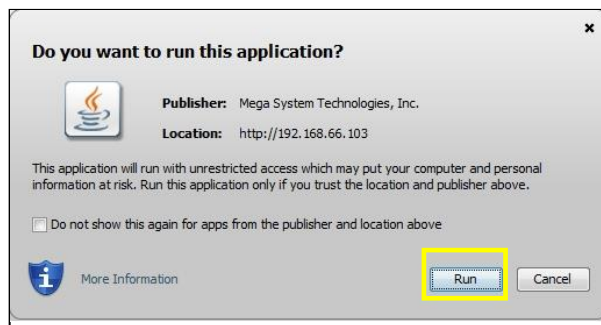 Do you want to run this application?
Publisher: Mega System Technologies, Inc.
Location: http://192.168.66.103
This application will run with unrestricted access which may put your computer and personal
information at risk. Run this application only if you trust the location and publisher above.
Do not show this again for apps from the publisher and location above
More Information
Run
Cancel